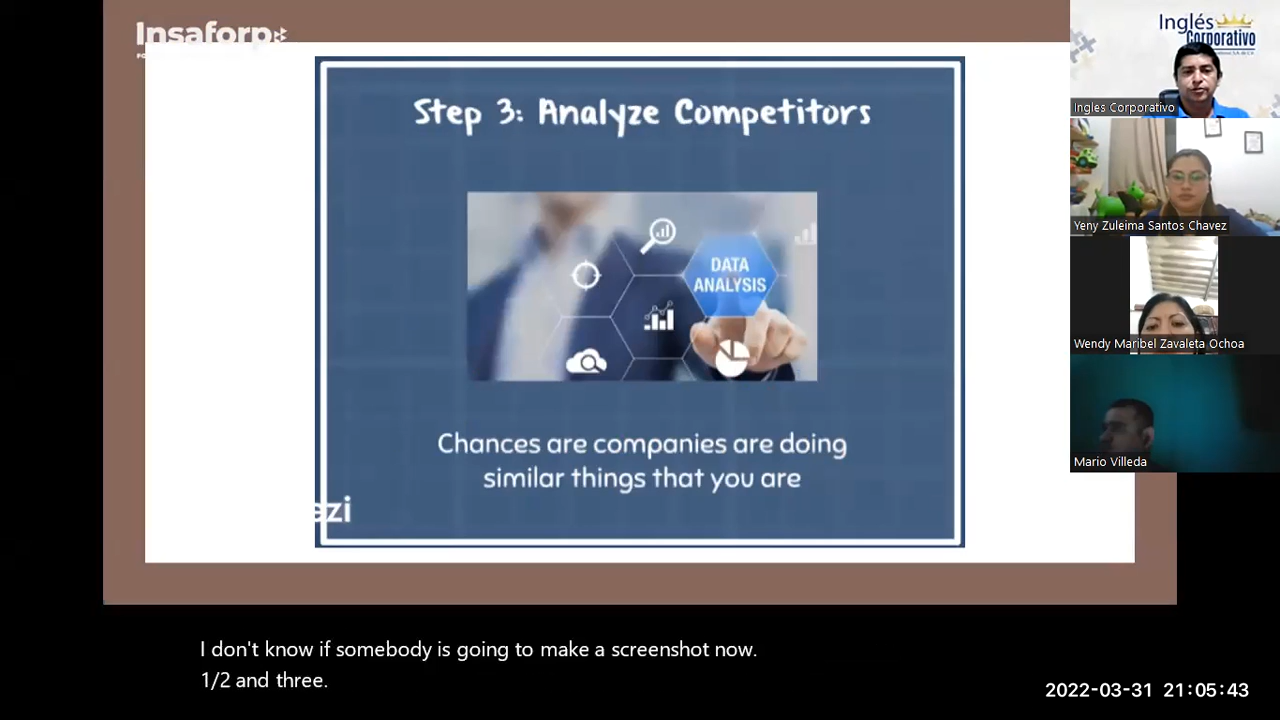 Insaforp
Step 3: Analyze Competitors
DATA
ANALYSIS
Chances are companies are doing
similar things that you are
ezi
Inglés
Corporativo
Ingles Corporativo
Yeny Zuleima Santos Chavez
Wendy Maribel Zavaleta Ochoa
Mario Villeda
I don't know if somebody is going to make a screenshot now.
1/2 and three.
2022-03-31 21:05:43